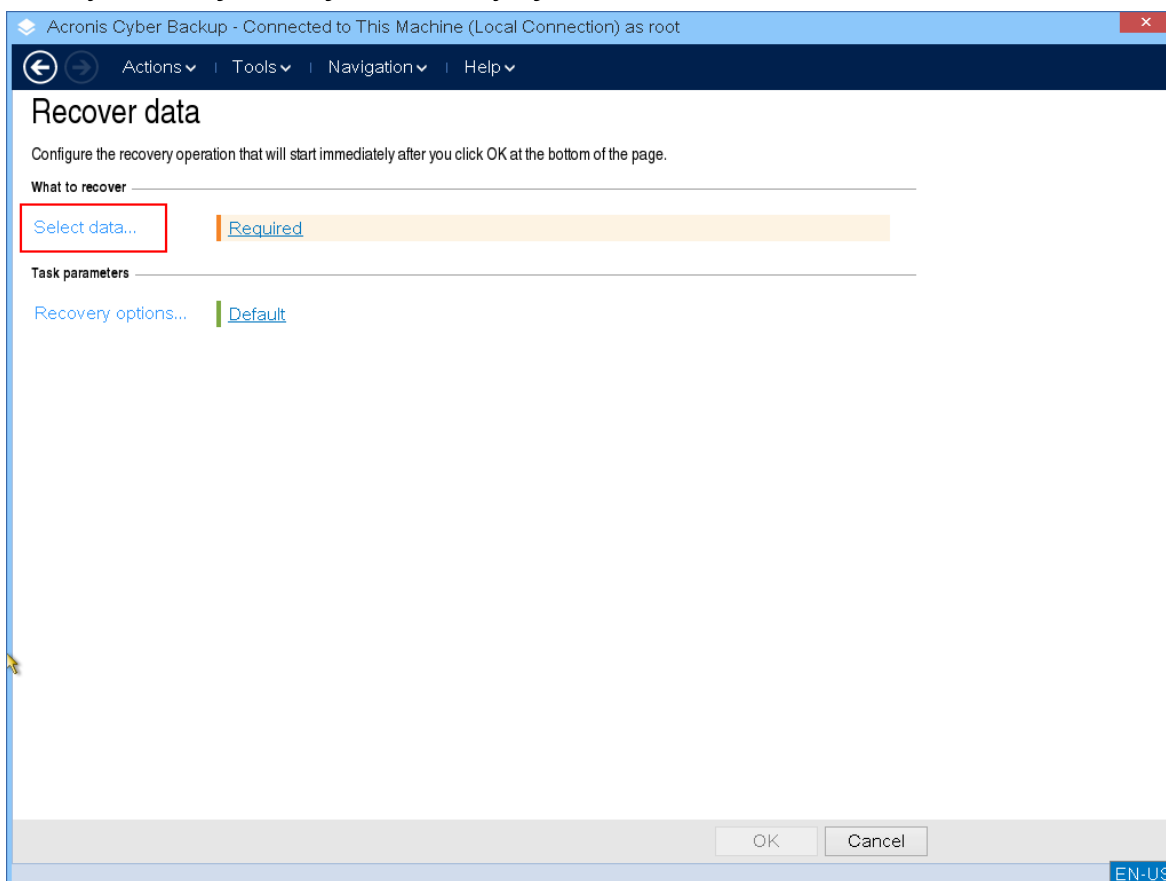 Acronis Cyber Backup - Connected to This Machine (Local Connection) as root
Actions Tools Navigation Help
Recover data
Configure the recovery operation that will start immediately after you click OK at the bottom of the page.
What to recover
Select data... Required
Task parameters
Recovery options... Default
OK Cancel
EN-US